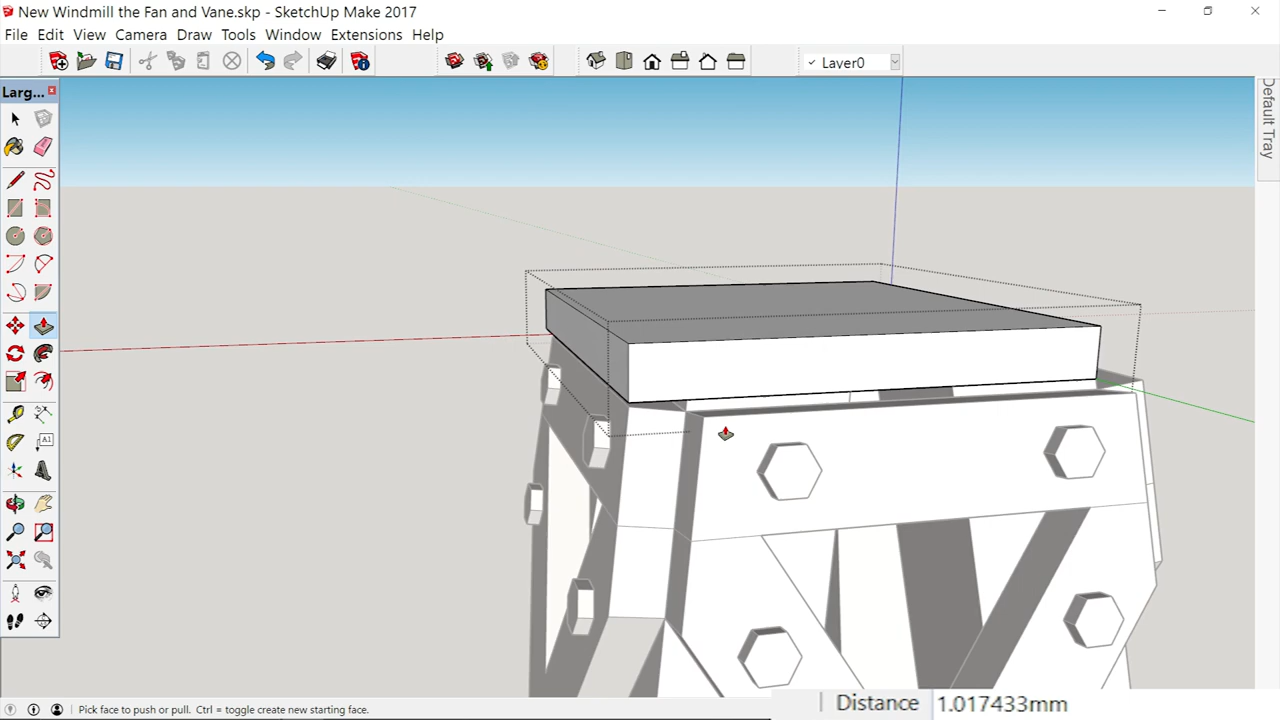 New Windmill the Fan and Vane.skp - SketchUp Make 2017
File Edit View Camera Draw Tools Window Extensions Help
Layer0
Larg...
Default Tray
A1
Pick face to push or pull. Ctrl = toggle create new starting face.
Distance 1.017433mm